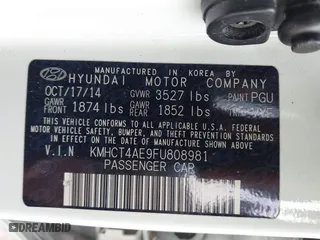 MANUFACTURED IN KOREA BY
HYUNDAI MOTOR COMPANY
OCT/17/14 GVWR 3527 lbs PAINT PGU
GAWR FRONT 1874 lbs GAWR REAR 1852 lbs TRIM
THIS VEHICLE CONFORMS TO ALL APPLICABLE
U.S. FEDERAL MOTOR VEHICLE SAFETY
BUMPER, AND THEFT PREVENTION STANDARDS
IN EFFECT ON THE DATE OF MANUFACTURE
SHOWN ABOVE.
V.I.N KMHCT4AE9FU808981
PASSENGER CAR